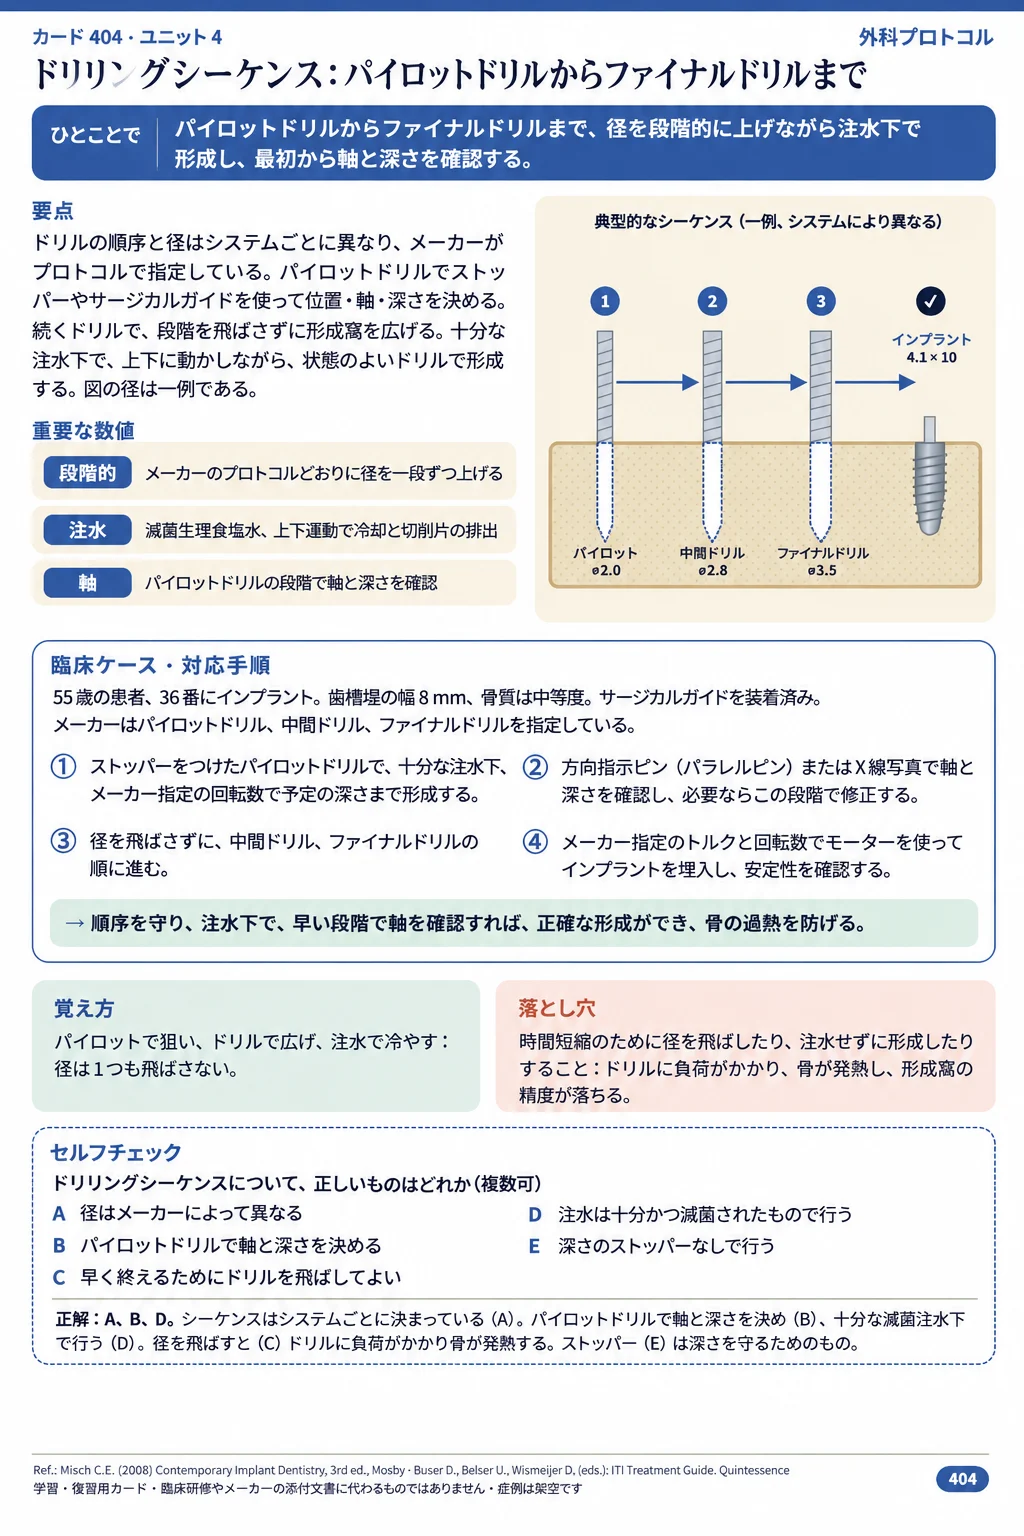 カード 404・ユニット 4
外科プロトコル
ドリリングシーケンス：パイロットドリルからファイナルドリルまで
ひとことで
パイロットドリルからファイナルドリルまで、径を段階的に上げながら注水下で
形成し、最初から軸と深さを確認する。
要点
ドリルの順序と径はシステムごとに異なり、メーカーが
プロトコルで指定している。パイロットドリルでストッ
パーやサージカルガイドを使って位置・軸・深さを決める。
続くドリルで、段階を飛ばさずに形成窩を広げる。十分な
注水下で、上下に動かしながら、状態のよいドリルで形成
する。図の径は一例である。
重要な数値
段階的
メーカーのプロトコルどおりに径を一段ずつ上げる
注水
滅菌生理食塩水、上下運動で冷却と切削片の排出
軸
パイロットドリルの段階で軸と深さを確認
典型的なシーケンス（一例、システムにより異なる）
1
2
3
✓
インプラント
4.1 × 10
パイロット
ø2.0
中間ドリル
ø2.8
ファイナルドリル
ø3.5
臨床ケース・対応手順
55 歳の患者、36 番にインプラント。歯槽堤の幅 8 mm、骨質は中等度。サージカルガイドを装着済み。
メーカーはパイロットドリル、中間ドリル、ファイナルドリルを指定している。
① ストッパーをつけたパイロットドリルで、十分な注水下、
メーカー指定の回転数で予定の深さまで形成する。
② 方向指示ピン（パラレルピン）または X 線写真で軸と
深さを確認し、必要ならこの段階で修正する。
③ 径を飛ばさずに、中間ドリル、ファイナルドリルの
順に進む。
④ メーカー指定のトルクと回転数でモーターを使って
インプラントを埋入し、安定性を確認する。
→ 順序を守り、注水下で、早い段階で軸を確認すれば、正確な形成ができ、骨の過熱を防げる。
覚え方
パイロットで狙い、ドリルで広げ、注水で冷やす：
径は 1 つも飛ばさない。
落とし穴
時間短縮のために径を飛ばしたり、注水せずに形成したり
すること：ドリルに負荷がかかり、骨が発熱し、形成窩の
精度が落ちる。
セルフチェック
ドリリングシーケンスについて、正しいものはどれか（複数可）
A 径はメーカーによって異なる
B パイロットドリルで軸と深さを決める
C 早く終えるためにドリルを飛ばしてよい
D 注水は十分かつ滅菌されたもので行う
E 深さのストッパーなしで行う
正解：A、B、D。シーケンスはシステムごとに決まっている（A）。パイロットドリルで軸と深さを決め（B）、十分な滅菌注水下
で行う（D）。径を飛ばすと（C）ドリルに負荷がかかり骨が発熱する。ストッパー（E）は深さを守るためのもの。
Ref.: Misch C.E. (2008) Contemporary Implant Dentistry, 3rd ed., Mosby · Buser D., Belser U., Wismeijer D. (eds.): ITI Treatment Guide. Quintessence
学習・復習用カード・臨床研修やメーカーの添付文書に代わるものではありません・症例は架空です
404